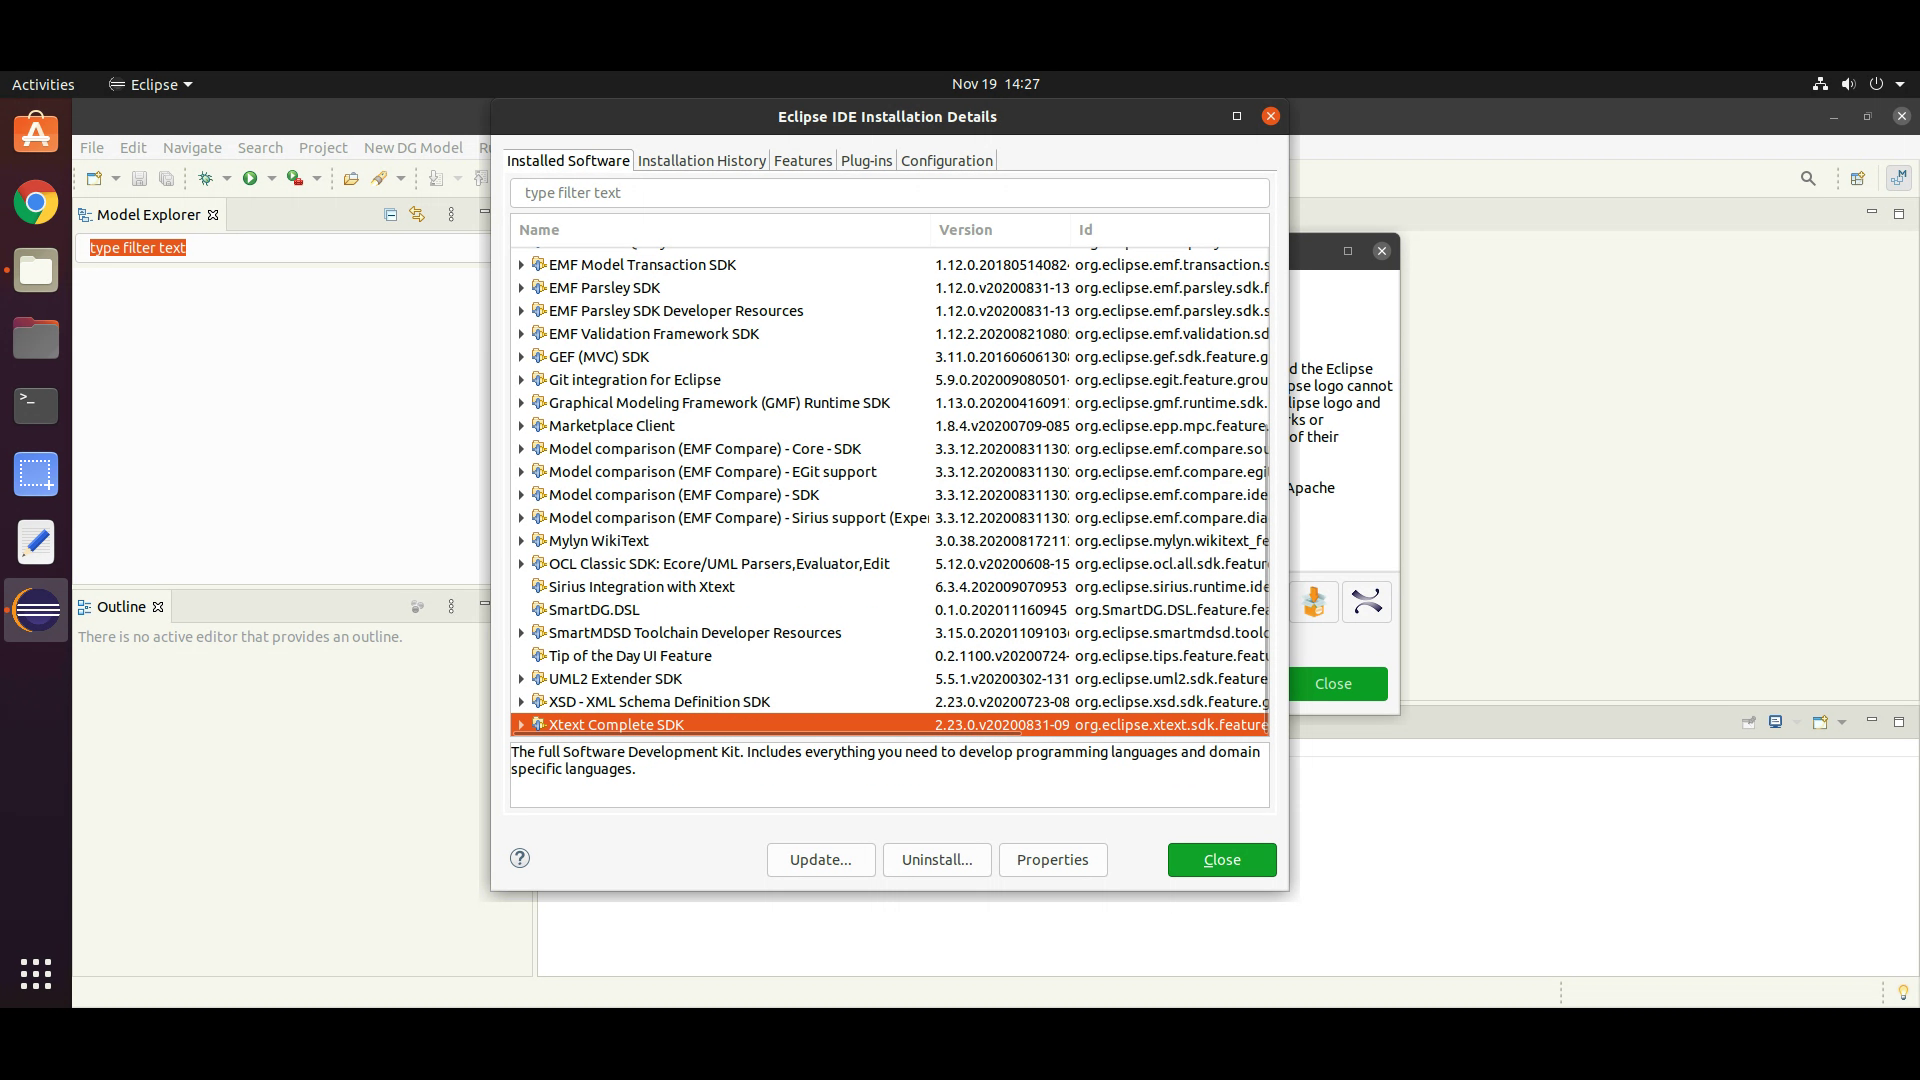 Activities Eclipse Nov 19 14:27
Eclipse IDE Installation Details
File Edit Navigate Search Project New DG Model
Installed Software Installation History Features Plug-ins Configuration
type filter text
Model Explorer
type filter text
Name Version Id
EMF Model Transaction SDK 1.12.0.201805140824 org.eclipse.emf.transaction.s
EMF Parsley SDK 1.12.0.v20200831-13 org.eclipse.emf.parsley.sdk.f
EMF Parsley SDK Developer Resources 1.12.0.v20200831-13 org.eclipse.emf.parsley.sdk.s
EMF Validation Framework SDK 1.12.2.202008210805 org.eclipse.emf.validation.sd
GEF (MVC) SDK 3.11.0.201606061308 org.eclipse.gef.sdk.feature.g
Git integration for Eclipse 5.9.0.202009080501- org.eclipse.egit.feature.grou
Graphical Modeling Framework (GMF) Runtime SDK 1.13.0.202004160913 org.eclipse.gmf.runtime.sdk.
Marketplace Client 1.8.4.v20200709-085 org.eclipse.epp.mpc.feature.
Model comparison (EMF Compare) - Core - SDK 3.3.12.202008311302 org.eclipse.emf.compare.sou
Model comparison (EMF Compare) - EGit support 3.3.12.202008311302 org.eclipse.emf.compare.egi
Model comparison (EMF Compare) - SDK 3.3.12.202008311302 org.eclipse.emf.compare.ide
Model comparison (EMF Compare) - Sirius support (Expe 3.3.12.202008311302 org.eclipse.emf.compare.dia
Mylyn WikiText 3.0.38.202008172112 org.eclipse.mylyn.wikitext_fe
OCL Classic SDK: Ecore/UML Parsers,Evaluator,Edit 5.12.0.v20200608-15 org.eclipse.ocl.all.sdk.featur
Sirius Integration with Xtext 6.3.4.202009070953 org.eclipse.sirius.runtime.ide
SmartDG.DSL 0.1.0.202011160945 org.SmartDG.DSL.feature.fea
SmartMDSD Toolchain Developer Resources 3.15.0.202011091036 org.eclipse.smartmdsd.toolc
Tip of the Day UI Feature 0.2.1100.v20200724- org.eclipse.tips.feature.featu
UML2 Extender SDK 5.5.1.v20200302-131 org.eclipse.uml2.sdk.feature
XSD - XML Schema Definition SDK 2.23.0.v20200723-08 org.eclipse.xsd.sdk.feature.g
Xtext Complete SDK 2.23.0.v20200831-09 org.eclipse.xtext.sdk.feature
The full Software Development Kit. Includes everything you need to develop programming languages and domain
specific languages.
Update... Uninstall... Properties Close
d the Eclipse
pse logo cannot
lipse logo and
rks or
of their
Apache
Close
Outline
There is no active editor that provides an outline.